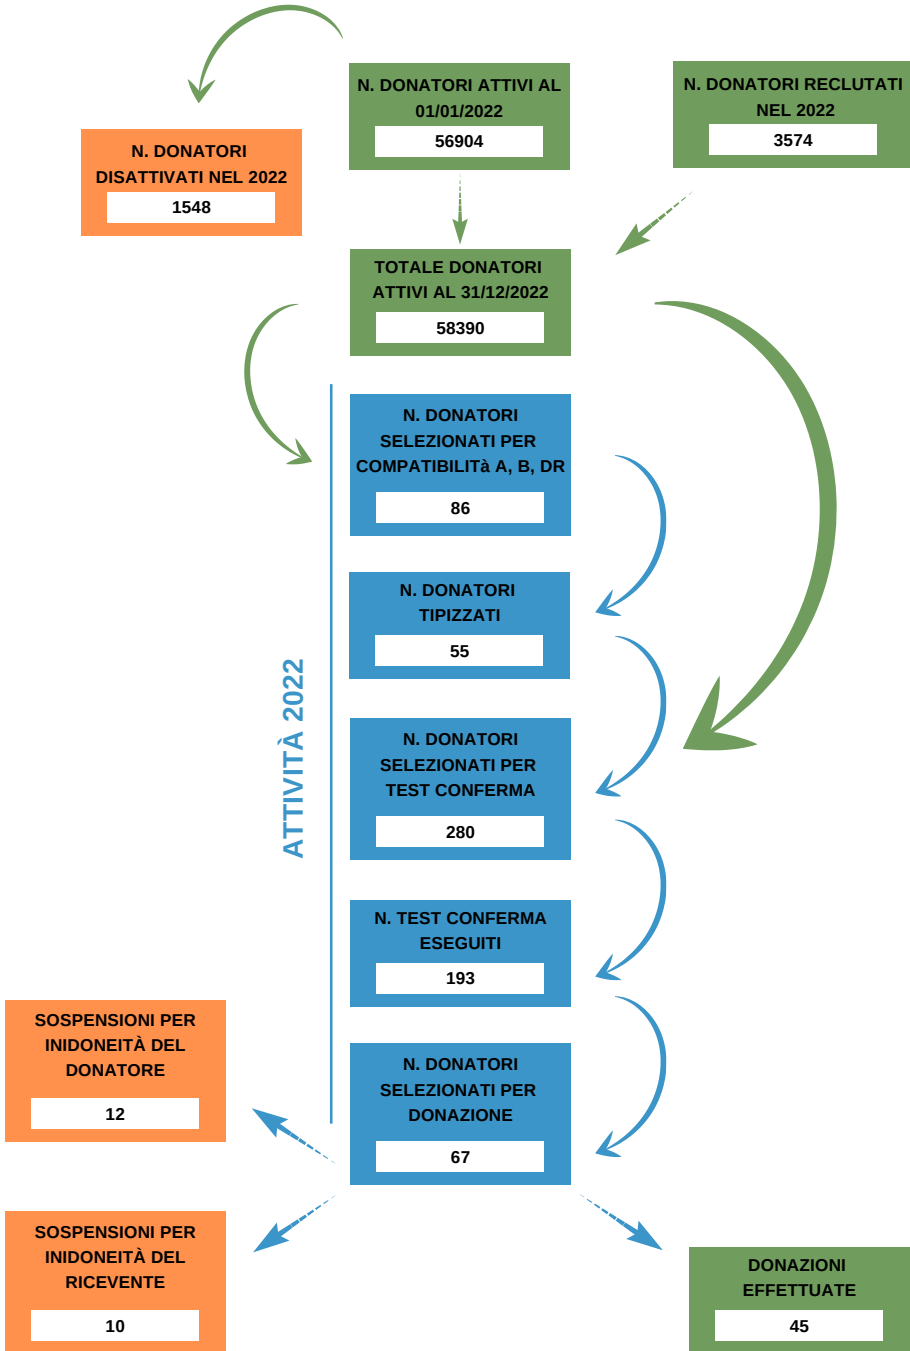 N. DONATORI ATTIVI AL
01/01/2022
56904
N. DONATORI RECLUTATI
NEL 2022
3574
N. DONATORI
DISATTIVATI NEL 2022
1548
TOTALE DONATORI
ATTIVI AL 31/12/2022
58390
ATTIVITÀ 2022
N. DONATORI
SELEZIONATI PER
COMPATIBILITà A, B, DR
86
N. DONATORI
TIPIZZATI
55
N. DONATORI
SELEZIONATI PER
TEST CONFERMA
280
N. TEST CONFERMA
ESEGUITI
193
N. DONATORI
SELEZIONATI PER
DONAZIONE
67
SOSPENSIONI PER
INIDONEITÀ DEL
DONATORE
12
SOSPENSIONI PER
INIDONEITÀ DEL
RICEVENTE
10
DONAZIONI
EFFETTUATE
45